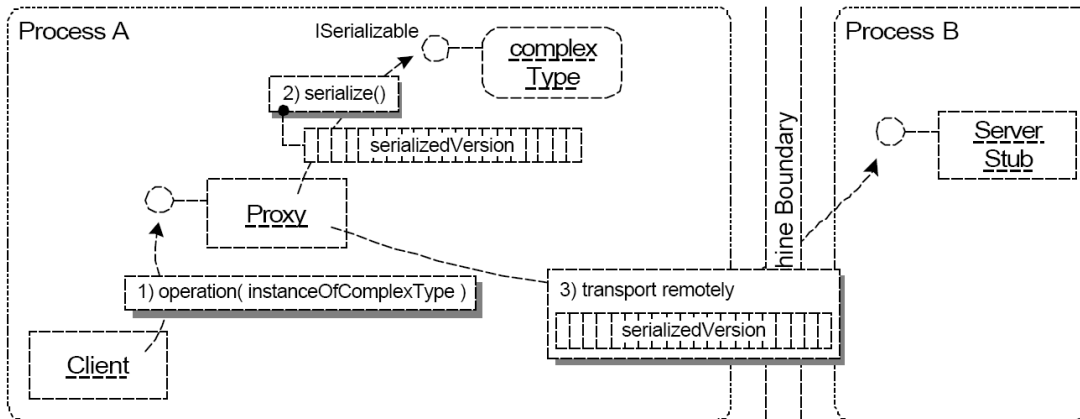 Process A
Process B
ISerializable
complex
Type
2) serialize()
serializedVersion
Server
Stub
Proxy
hine Boundary
1) operation( instanceOfComplexType )
3) transport remotely
serializedVersion
Client